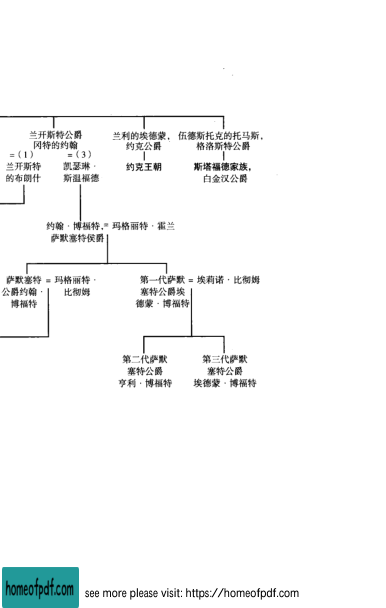 兰开斯特公爵
冈特的约翰
兰利的埃德蒙，
约克公爵
伍德斯托克的托马斯，
格洛斯特公爵
=(1)
兰开斯特
的布朗什
=(3)
凯瑟琳·
斯温福德
约克王朝
斯塔福德家族，
白金汉公爵
约翰·博福特，=玛格丽特·霍兰
萨默塞特侯爵
萨默塞特=玛格丽特·
公爵约翰·比彻姆
博福特
第一代萨默=埃莉诺·比彻姆
塞特公爵埃
德蒙·博福特
第二代萨默
塞特公爵
亨利·博福特
第三代萨默
塞特公爵
埃德蒙·博福特
homeofpdf.com
see more please visit: https://homeofpdf.com